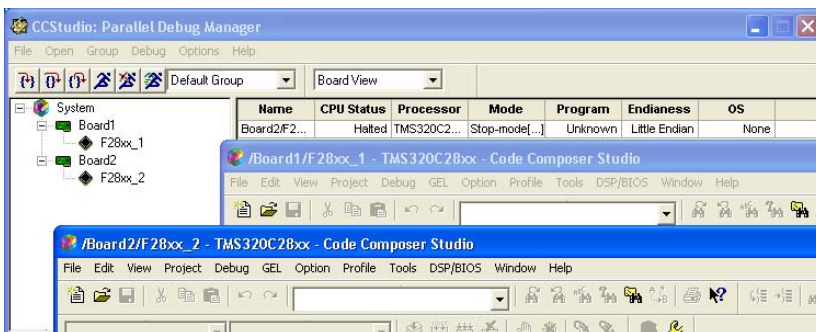 CCStudio: Parallel Debug Manager
File Open Group Debug Options Help
Default Group Board View
System
Board1
F28xx_1
Board2
F28xx_2
Name CPU Status Processor Mode Program Endianess OS
Board2/F2... Halted TMS320C2... Stop-mode[...] Unknown Little Endian None
/Board1/F28xx_1 - TMS320C28xx - Code Composer Studio
File Edit View Project Debug GEL Option Profile Tools DSP/BIOS Window Help
/Board2/F28xx_2 - TMS320C28xx - Code Composer Studio
File Edit View Project Debug GEL Option Profile Tools DSP/BIOS Window Help